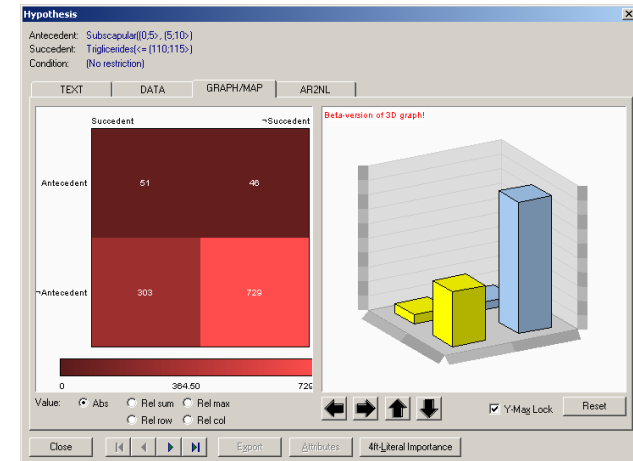 Hypothesis
Antecedent: Subscapular((0;5>, (5;10>)
Succedent: Triglicerides(<= (110;115>)
Condition: (No restriction)
TEXT DATA GRAPH/MAP AR2NL
Succedent ¬Succedent
Antecedent 51 46
¬Antecedent 303 729
0 364.50 729
Beta-version of 3D graph!
Value: Abs Rel sum Rel max
Rel row Rel col
Y-Max Lock Reset
Close Export Attributes 4ft-Literal Importance